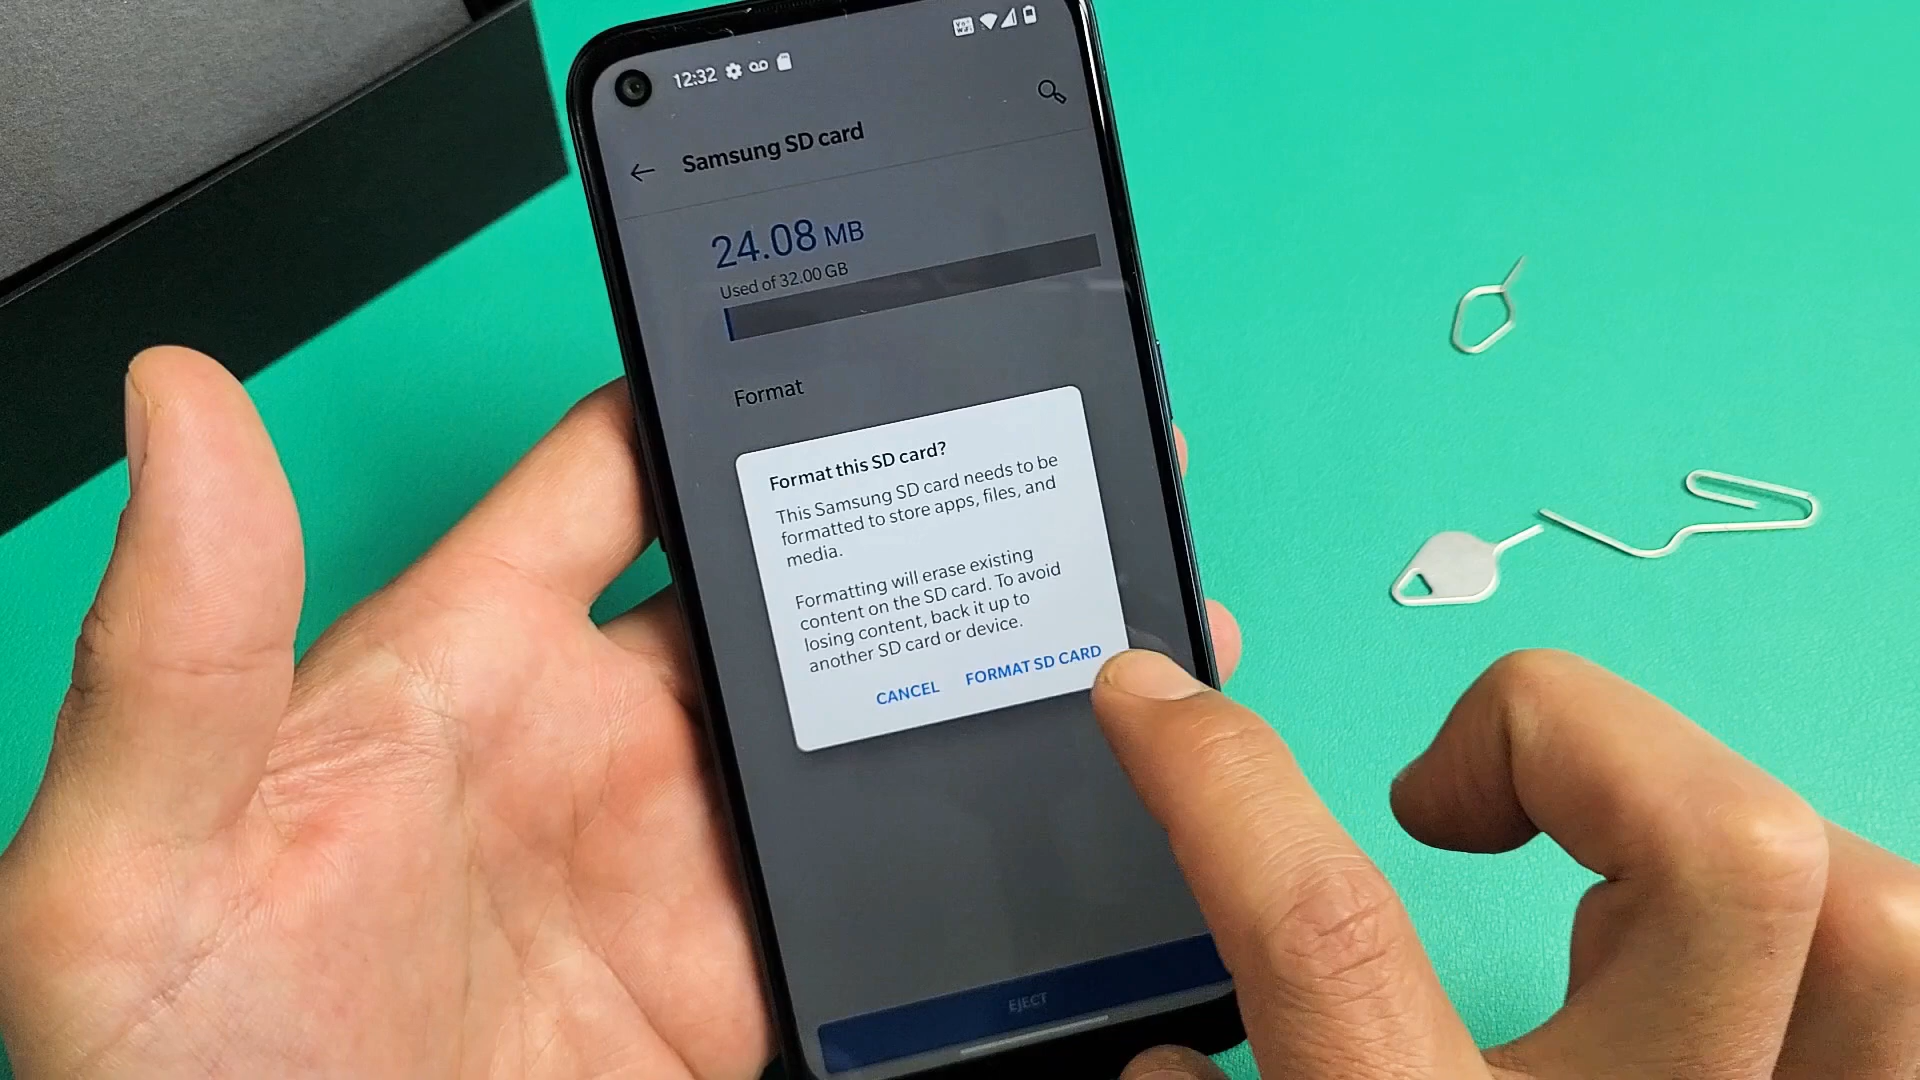 12:32
Samsung SD card
24.08 MB
Used of 32.00 GB
Format
Format this SD card?
This Samsung SD card needs to be
formatted to store apps, files, and
media.
Formatting will erase existing
content on the SD card. To avoid
losing content, back it up to
another SD card or device.
CANCEL FORMAT SD CARD
EJECT